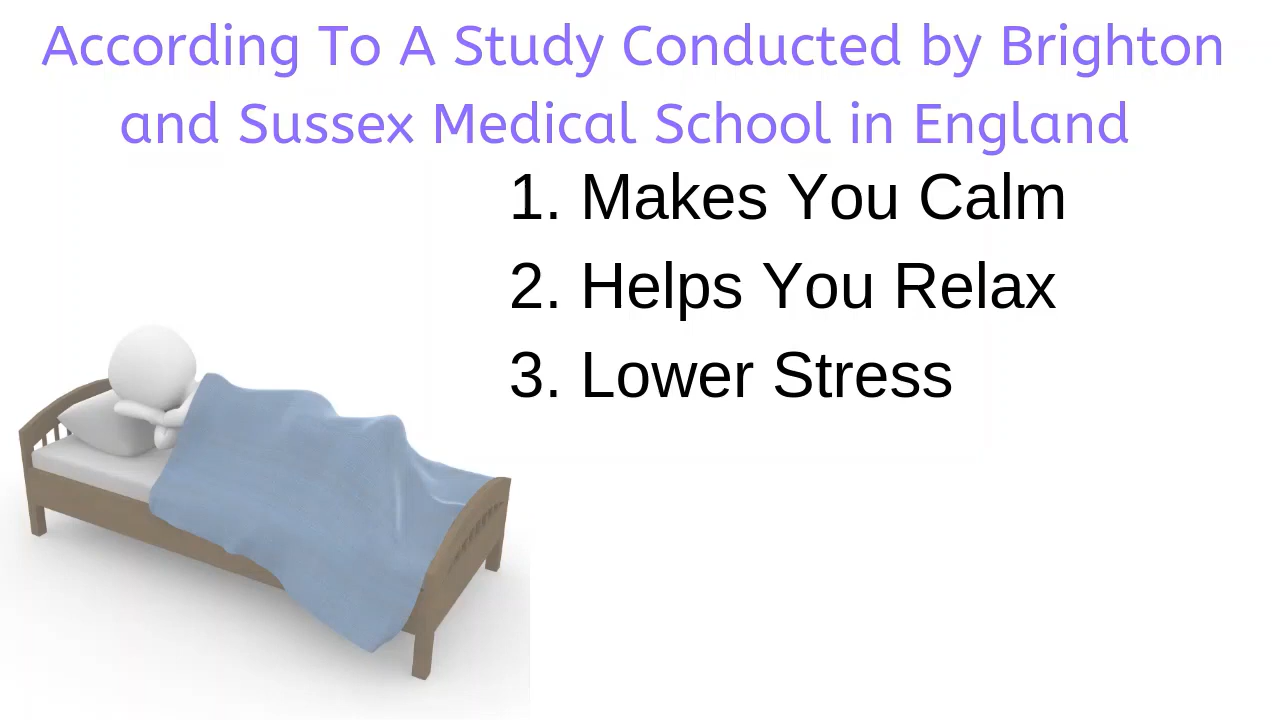 According To A Study Conducted by Brighton
and Sussex Medical School in England
1. Makes You Calm
2. Helps You Relax
3. Lower Stress